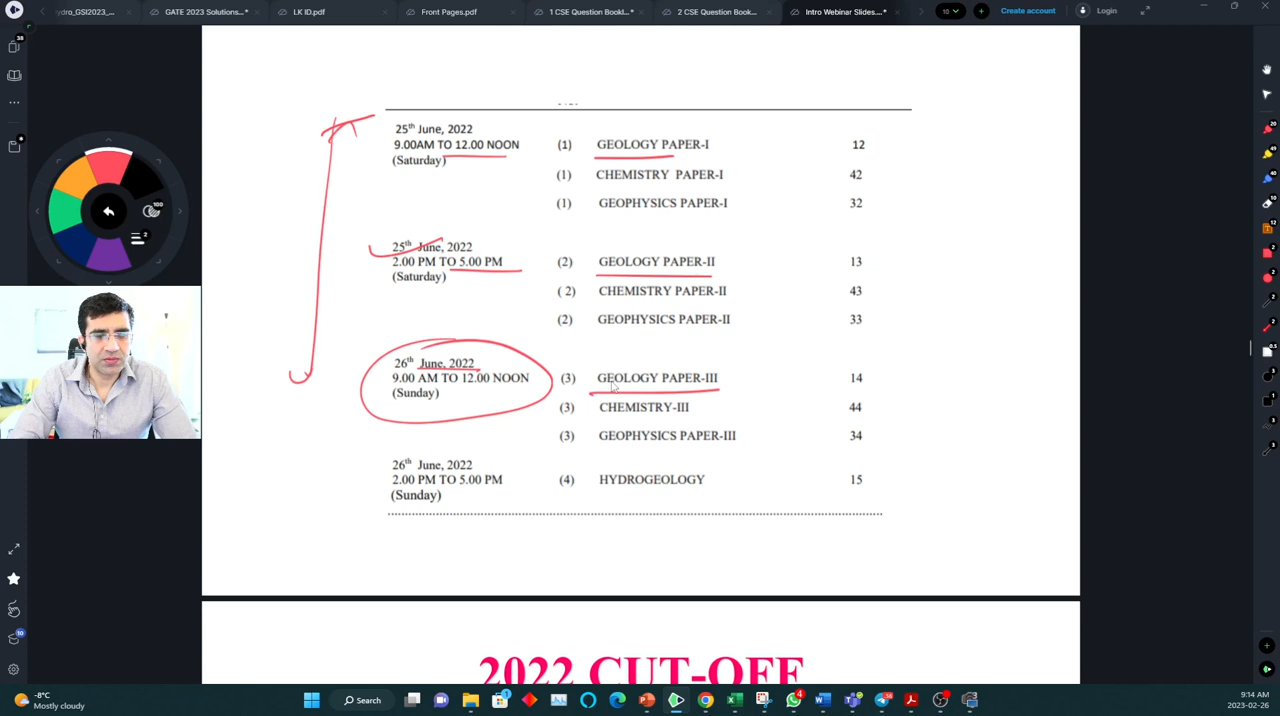 ydro_GSI2023_...
GATE 2023 Solutions...*
LK ID.pdf
Front Pages.pdf
1 CSE Question Bookl...*
2 CSE Question Book...
Intro Webinar Slides....*
10
Create account
Login
38
100
2
10
25th June, 2022
9.00AM TO 12.00 NOON (1) GEOLOGY PAPER-I 12
(Saturday)
(1) CHEMISTRY PAPER-I 42
(1) GEOPHYSICS PAPER-I 32
25th June, 2022
2.00 PM TO 5.00 PM (2) GEOLOGY PAPER-II 13
(Saturday)
( 2) CHEMISTRY PAPER-II 43
(2) GEOPHYSICS PAPER-II 33
26th June, 2022
9.00 AM TO 12.00 NOON (3) GEOLOGY PAPER-III 14
(Sunday)
(3) CHEMISTRY-III 44
(3) GEOPHYSICS PAPER-III 34
26th June, 2022
2.00 PM TO 5.00 PM (4) HYDROGEOLOGY 15
(Sunday)
2022 CUT-OFF
-8°C
Mostly cloudy
Search
9:14 AM
2023-02-26